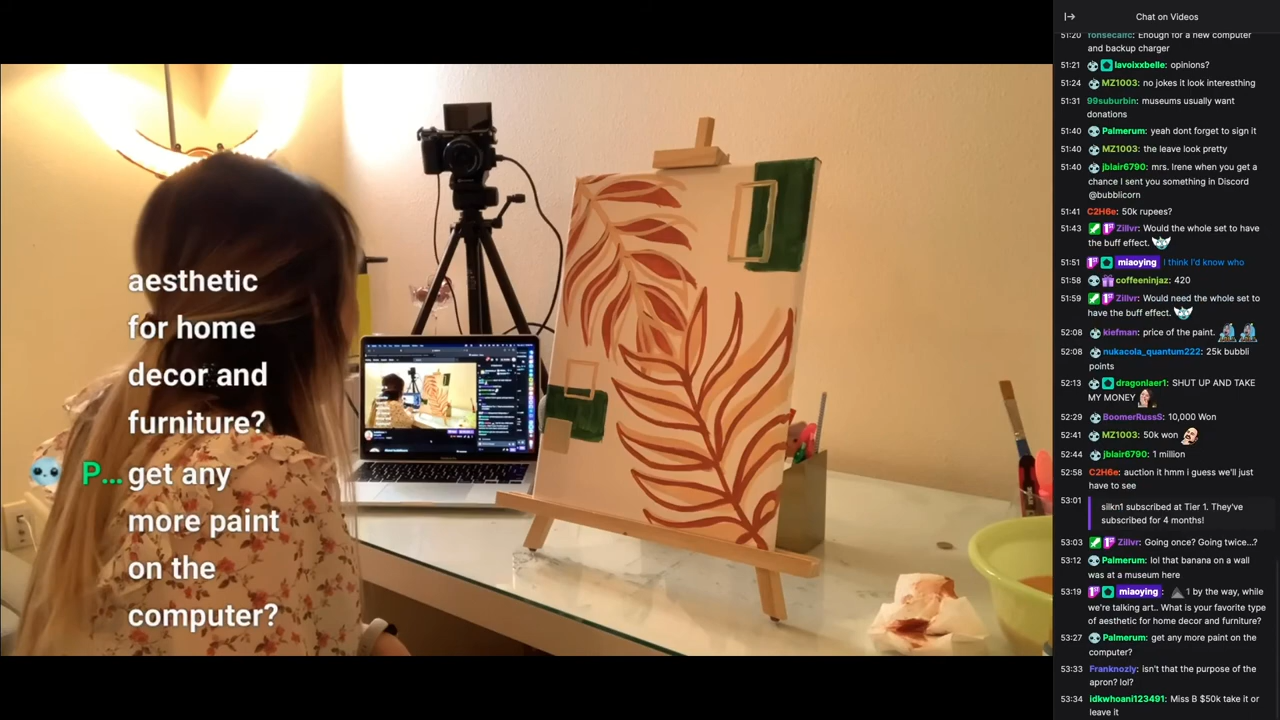 aesthetic
for home
decor and
furniture?
P... get any
more paint
on the
computer?
Chat on Videos
51:20 fonsecalfc: Enough for a new computer
and backup charger
51:21 lavoixxbelle: opinions?
51:24 MZ1003: no jokes it look interesthing
51:31 99suburbin: museums usually want
donations
51:40 Palmerum: yeah dont forget to sign it
51:40 MZ1003: the leave look pretty
51:40 jblair6790: mrs. Irene when you get a
chance I sent you something in Discord
@bubblicorn
51:41 C2H6e: 50k rupees?
51:43 Zillvr: Would the whole set to have
the buff effect.
51:51 miaoying I think I'd know who
51:58 coffeeninjaz: 420
51:59 Zillvr: Would need the whole set to
have the buff effect.
52:08 kiefman: price of the paint.
52:08 nukacola_quantum222: 25k bubbli
points
52:13 dragonlaer1: SHUT UP AND TAKE
MY MONEY
52:29 BoomerRussS: 10,000 Won
52:41 MZ1003: 50k won
52:44 jblair6790: 1 million
52:58 C2H6e: auction it hmm i guess we'll just
have to see
53:01 silkn1 subscribed at Tier 1. They've
subscribed for 4 months!
53:03 Zillvr: Going once? Going twice...?
53:12 Palmerum: lol that banana on a wall
was at a museum here
53:19 miaoying: 1 by the way, while
we're talking art.. What is your favorite type
of aesthetic for home decor and furniture?
53:27 Palmerum: get any more paint on the
computer?
53:33 Franknozly: isn't that the purpose of the
apron? lol?
53:34 idkwhoani123491: Miss B $50k take it or
leave it